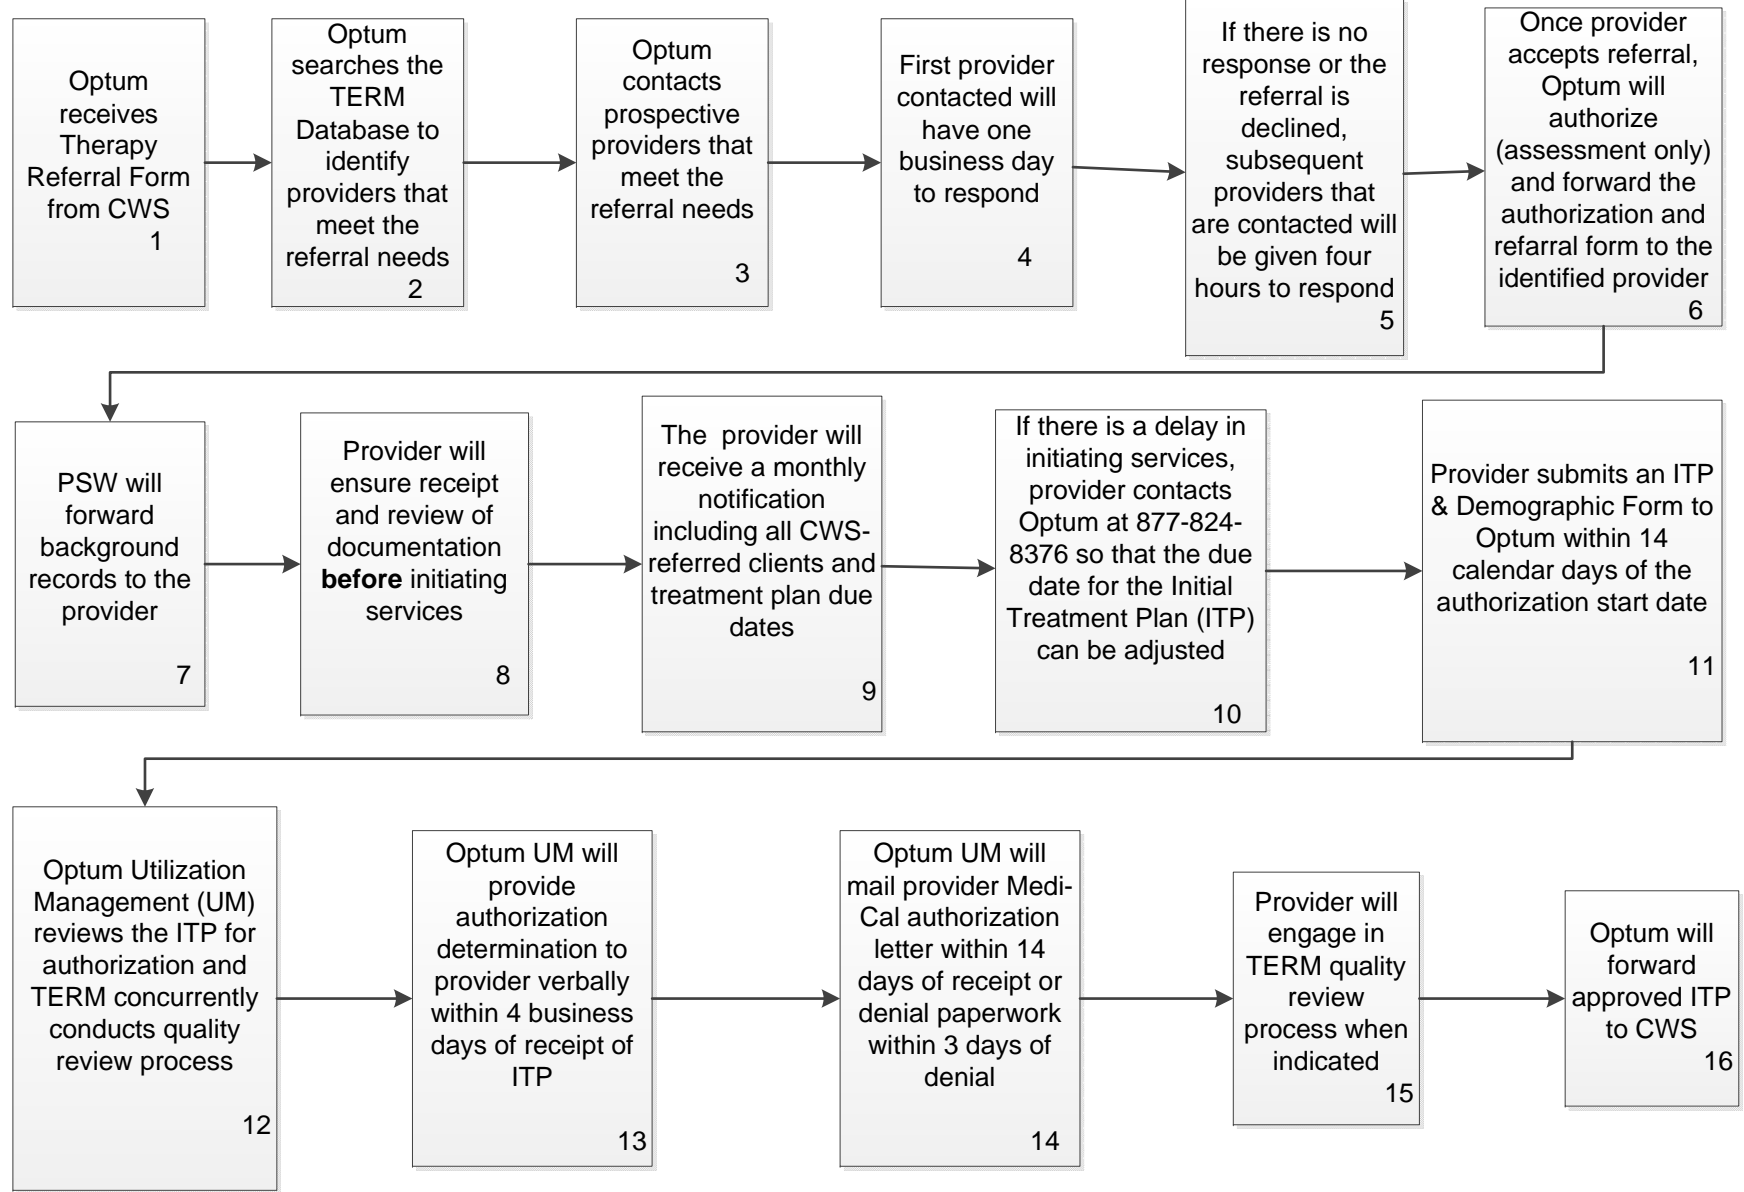 Optum
receives
Therapy
Referral Form
from CWS
1
Optum
searches the
TERM
Database to
identify
providers that
meet the
referral needs
2
Optum
contacts
prospective
providers that
meet the
referral needs
3
First provider
contacted will
have one
business day
to respond
4
If there is no
response or the
referral is
declined,
subsequent
providers that
are contacted will
be given four
hours to respond
5
Once provider
accepts referral,
Optum will
authorize
(assessment only)
and forward the
authorization and
refarral form to the
identified provider
6
PSW will
forward
background
records to the
provider
7
Provider will
ensure receipt
and review of
documentation
before initiating
services
8
The provider will
receive a monthly
notification
including all CWS-
referred clients and
treatment plan due
dates
9
If there is a delay in
initiating services,
provider contacts
Optum at 877-824-
8376 so that the due
date for the Initial
Treatment Plan (ITP)
can be adjusted
10
Provider submits an ITP
& Demographic Form to
Optum within 14
calendar days of the
authorization start date
11
Optum Utilization
Management (UM)
reviews the ITP for
authorization and
TERM concurrently
conducts quality
review process
12
Optum UM will
provide
authorization
determination to
provider verbally
within 4 business
days of receipt of
ITP
13
Optum UM will
mail provider Medi-
Cal authorization
letter within 14
days of receipt or
denial paperwork
within 3 days of
denial
14
Provider will
engage in
TERM quality
review
process when
indicated
15
Optum will
forward
approved ITP
to CWS
16